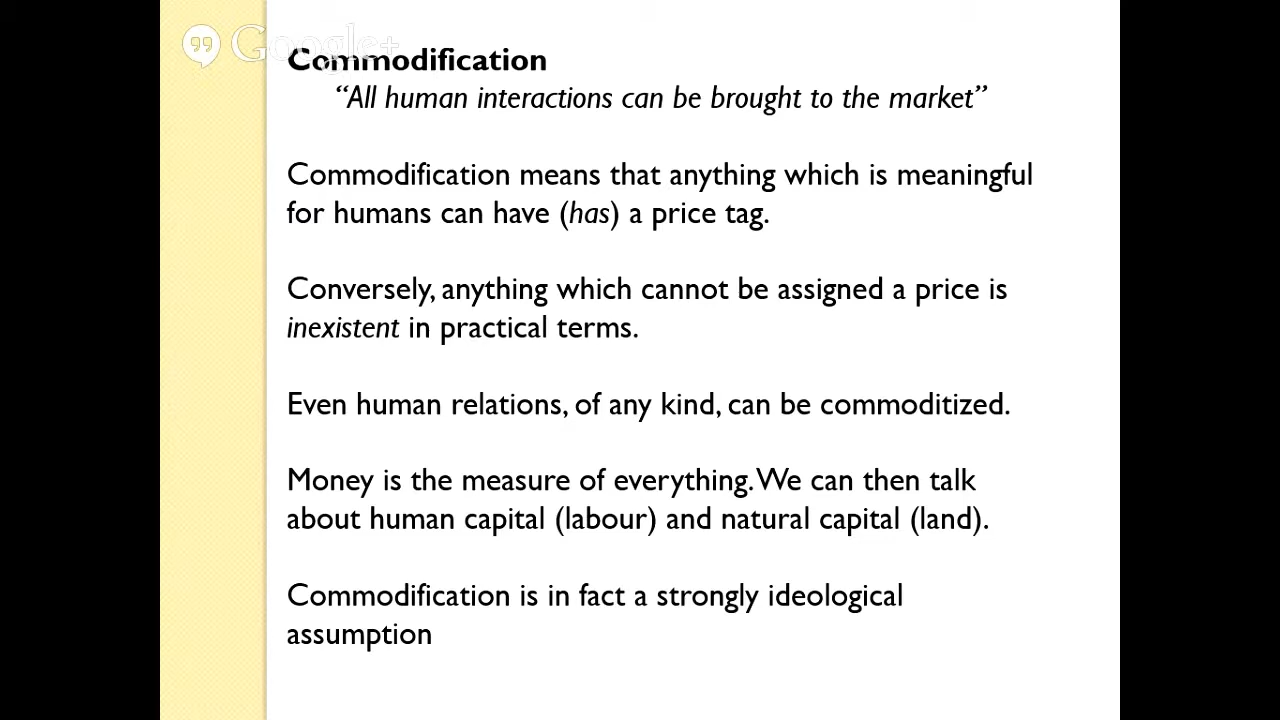 Google+
Commodification
“All human interactions can be brought to the market”
Commodification means that anything which is meaningful
for humans can have (has) a price tag.
Conversely, anything which cannot be assigned a price is
inexistent in practical terms.
Even human relations, of any kind, can be commoditized.
Money is the measure of everything. We can then talk
about human capital (labour) and natural capital (land).
Commodification is in fact a strongly ideological
assumption